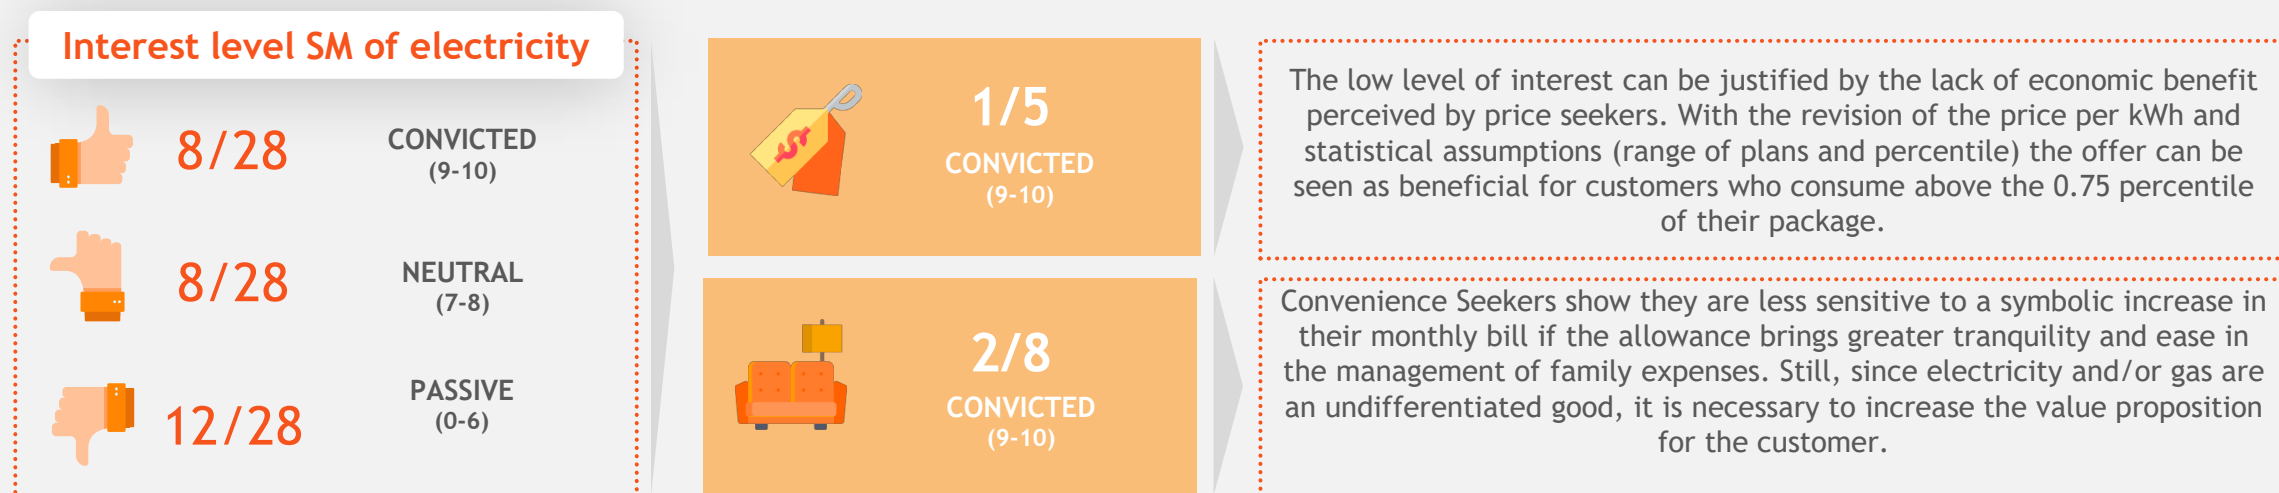 Interest level SM of electricity
8/28
CONVICTED
(9-10)
8/28
NEUTRAL
(7-8)
12/28
PASSIVE
(0-6)
1/5
CONVICTED
(9-10)
2/8
CONVICTED
(9-10)
The low level of interest can be justified by the lack of economic benefit
perceived by price seekers. With the revision of the price per kWh and
statistical assumptions (range of plans and percentile) the offer can be
seen as beneficial for customers who consume above the 0.75 percentile
of their package.
Convenience Seekers show they are less sensitive to a symbolic increase in
their monthly bill if the allowance brings greater tranquility and ease in
the management of family expenses. Still, since electricity and/or gas are
an undifferentiated good, it is necessary to increase the value proposition
for the customer.